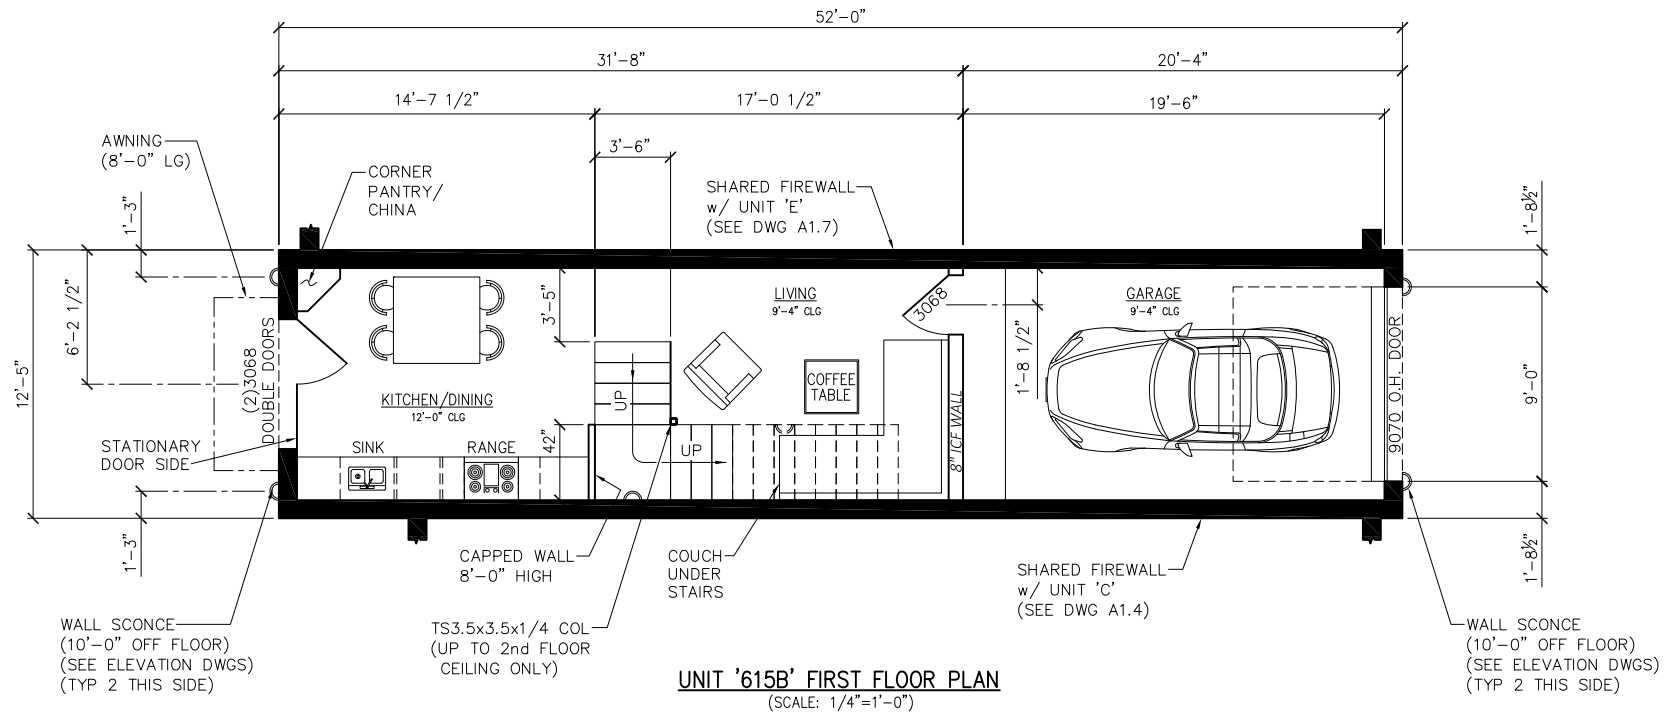 52'-0"
31'-8"
20'-4"
14'-7 1/2"
17'-0 1/2"
19'-6"
3'-6"
AWNING
(8'-0" LG)
CORNER
PANTRY/
CHINA
SHARED FIREWALL
w/ UNIT 'E'
(SEE DWG A1.7)
1'-3"
1'-8½"
12'-5"
6'-2 1/2"
(2)3068
DOUBLE DOORS
3'-5"
LIVING
9'-4" CLG
3068
GARAGE
9'-4" CLG
1'-8 1/2"
9070 O.H. DOOR
9'-0"
COFFEE
TABLE
KITCHEN/DINING
12'-0" CLG
UP
UP
42"
8" ICF WALL
STATIONARY
DOOR SIDE
SINK
RANGE
1'-3"
1'-8½"
CAPPED WALL
8'-0" HIGH
COUCH
UNDER
STAIRS
SHARED FIREWALL
w/ UNIT 'C'
(SEE DWG A1.4)
WALL SCONCE
(10'-0" OFF FLOOR)
(SEE ELEVATION DWGS)
(TYP 2 THIS SIDE)
TS3.5x3.5x1/4 COL
(UP TO 2nd FLOOR
CEILING ONLY)
WALL SCONCE
(10'-0" OFF FLOOR)
(SEE ELEVATION DWGS)
(TYP 2 THIS SIDE)
UNIT '615B' FIRST FLOOR PLAN
(SCALE: 1/4"=1'-0")